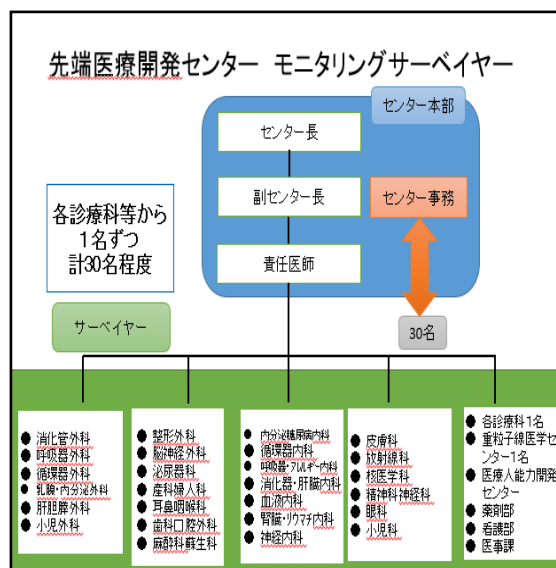 先端医療開発センター モニタリングサーベイヤー
センター本部
センター長
副センター長
センター事務
責任医師
各診療科等から
1名ずつ
計30名程度
サーベイヤー
30名
● 消化管外科
● 呼吸器外科
● 循環器外科
● 乳腺・内分泌外科
● 肝胆膵外科
● 小児外科
● 整形外科
● 脳神経外科
● 泌尿器科
● 産科婦人科
● 耳鼻咽喉科
● 歯科口腔外科
● 麻酔科蘇生科
● 内分泌糖尿病内科
● 循環器内科
● 呼吸器・アレルギー内科
● 消化器・肝臓内科
● 血液内科
● 腎臓・リウマチ内科
● 神経内科
● 皮膚科
● 放射線科
● 核医学科
● 精神科神経科
● 眼科
● 小児科
● 各診療科1名
● 重粒子線医学セ
ンター1名
● 医療人能力開発
センター
● 薬剤部
● 看護部
● 医事課